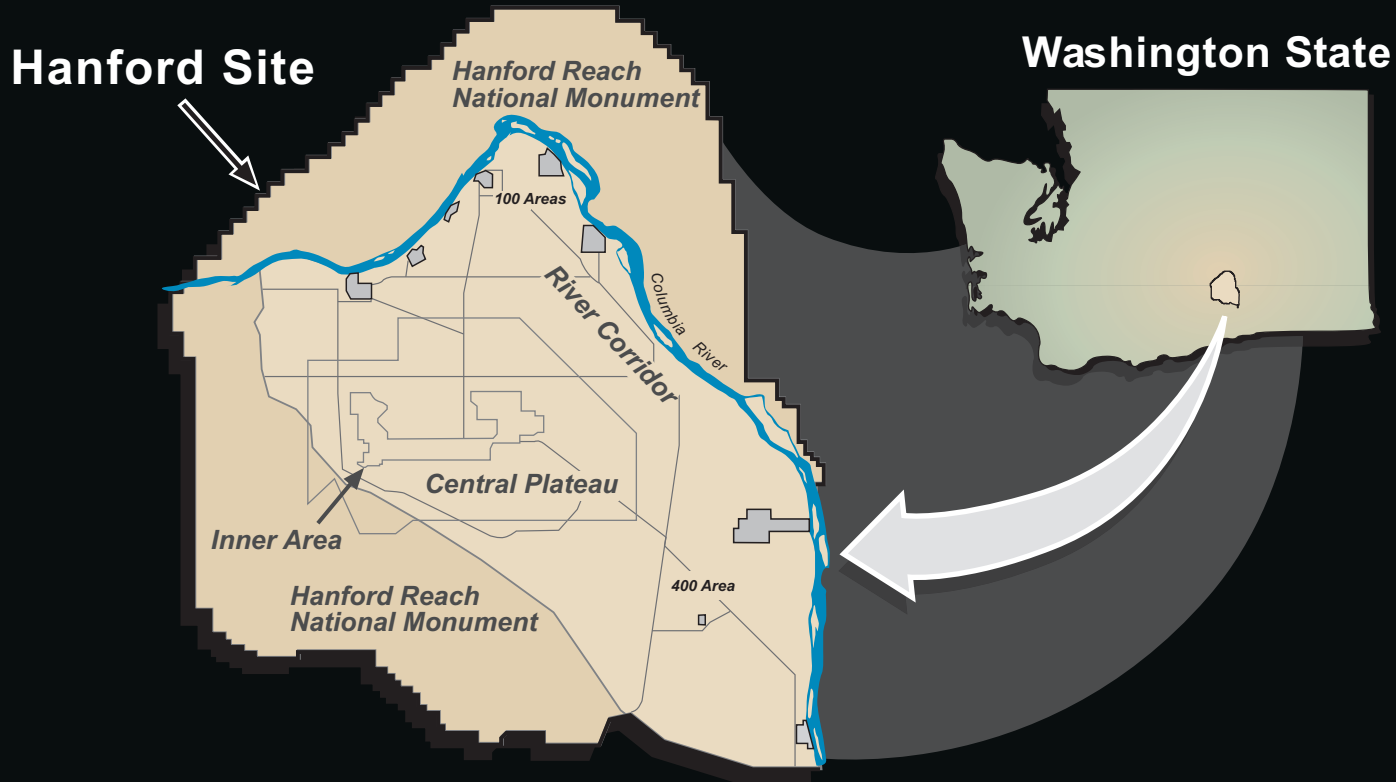 Hanford Site
Washington State
Hanford Reach
National Monument
100 Areas
River Corridor
Columbia
River
Central Plateau
Inner Area
400 Area
Hanford Reach
National Monument